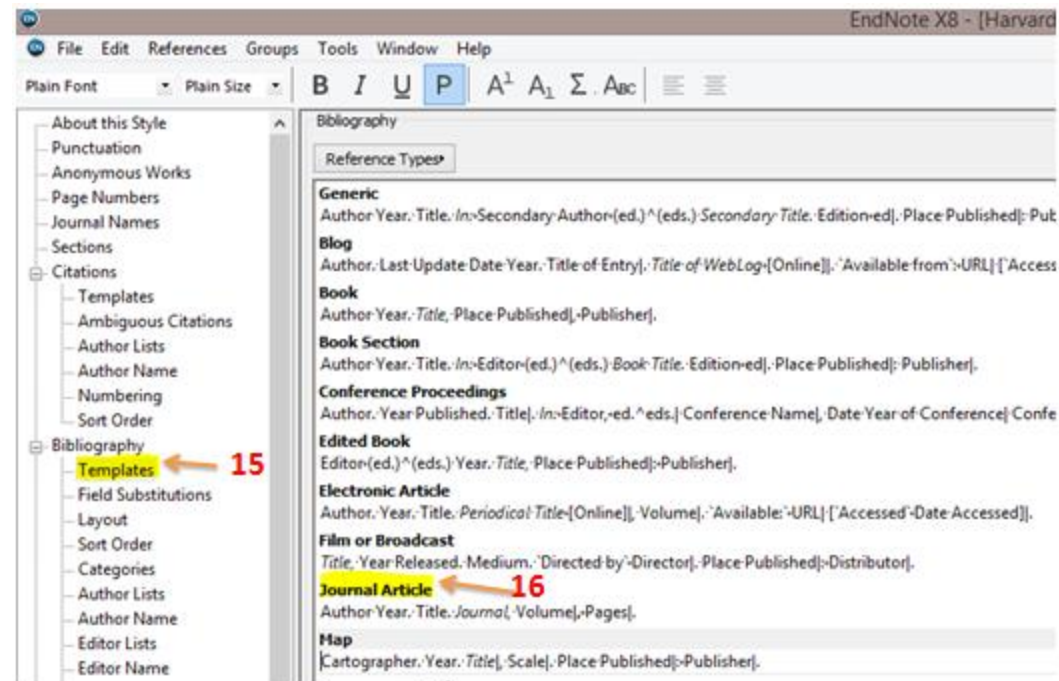 EndNote X8 - [Harvard
File Edit References Groups Tools Window Help
Plain Font Plain Size B I U P A¹ A₁ Σ ABC
About this Style
Punctuation
Anonymous Works
Page Numbers
Journal Names
Sections
Citations
Templates
Ambiguous Citations
Author Lists
Author Name
Numbering
Sort Order
Bibliography
Templates 15
Field Substitutions
Layout
Sort Order
Categories
Author Lists
Author Name
Editor Lists
Editor Name
Bibliography
Reference Types
Generic
Author·Year.·Title.·In:·Secondary·Author·(ed.)^(eds.)·Secondary·Title.·Edition·ed|.·Place·Published|:·Pub
Blog
Author.·Last·Update·Date·Year.·Title·of·Entry|.·Title·of·WebLog·[Online]|.·`Available·from`:·URL|·[`Access
Book
Author·Year.·Title,·Place·Published|,·Publisher|.
Book Section
Author·Year.·Title.·In:·Editor·(ed.)^(eds.)·Book·Title.·Edition·ed|.·Place·Published|:·Publisher|.
Conference Proceedings
Author.·Year·Published.·Title|.·In:·Editor,·ed.^eds.|·Conference·Name|,·Date·Year·of·Conference|·Confe
Edited Book
Editor·(ed.)^(eds.)·Year.·Title,·Place·Published|:·Publisher|.
Electronic Article
Author.·Year.·Title.·Periodical·Title·[Online]|,·Volume|.·`Available:`·URL|·[`Accessed`·Date·Accessed]|.
Film or Broadcast
Title,·Year·Released.·Medium.·`Directed·by`·Director|.·Place·Published|:·Distributor|.
Journal Article 16
Author·Year.·Title.·Journal,·Volume|,·Pages|.
Map
Cartographer.·Year.·Title|,·Scale|.·Place·Published|:·Publisher|.